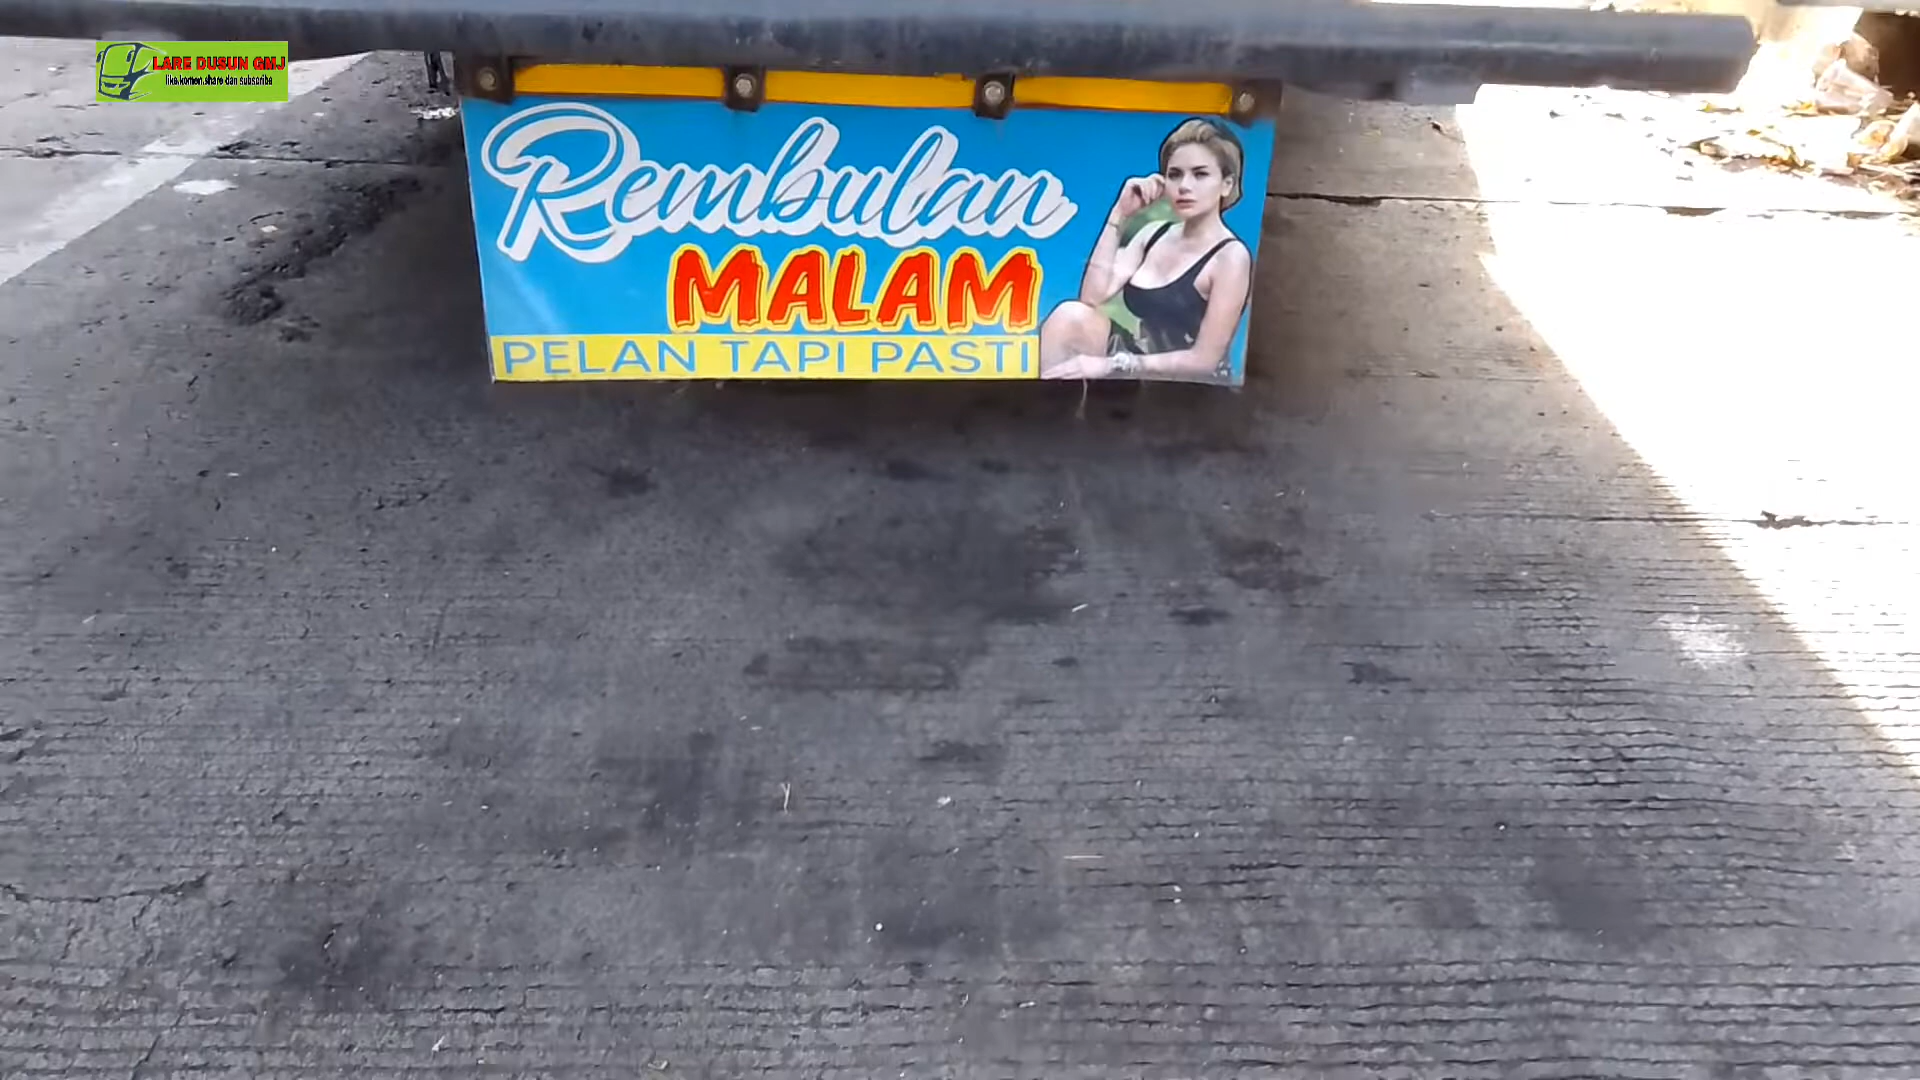 LARE DUSUN GMJ
like.komen.share dan subscribe
Rembulan
MALAM
PELAN TAPI PASTI